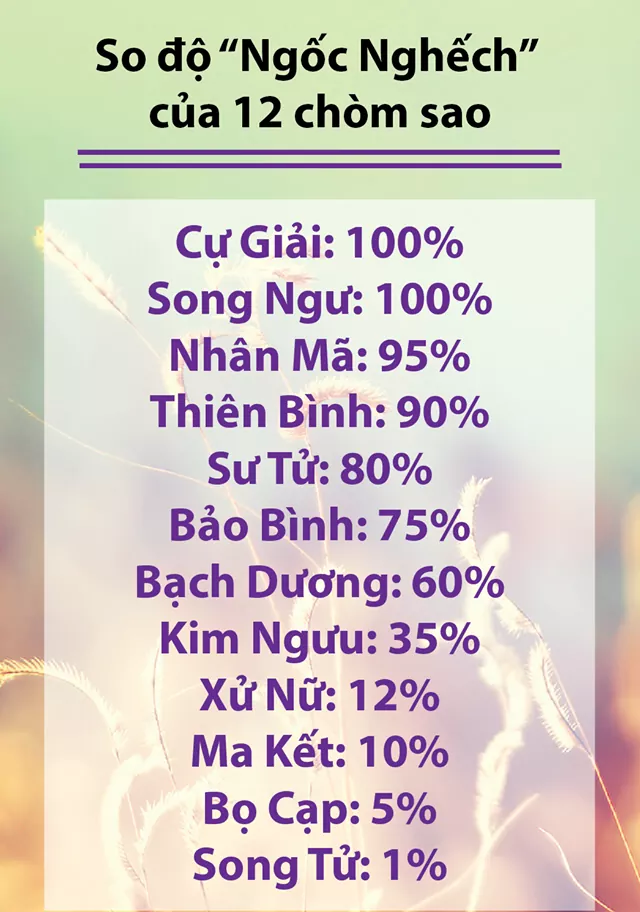 So độ “Ngốc Nghếch”
của 12 chòm sao
Cự Giải: 100%
Song Ngư: 100%
Nhân Mã: 95%
Thiên Bình: 90%
Sư Tử: 80%
Bảo Bình: 75%
Bạch Dương: 60%
Kim Ngưu: 35%
Xử Nữ: 12%
Ma Kết: 10%
Bọ Cạp: 5%
Song Tử: 1%